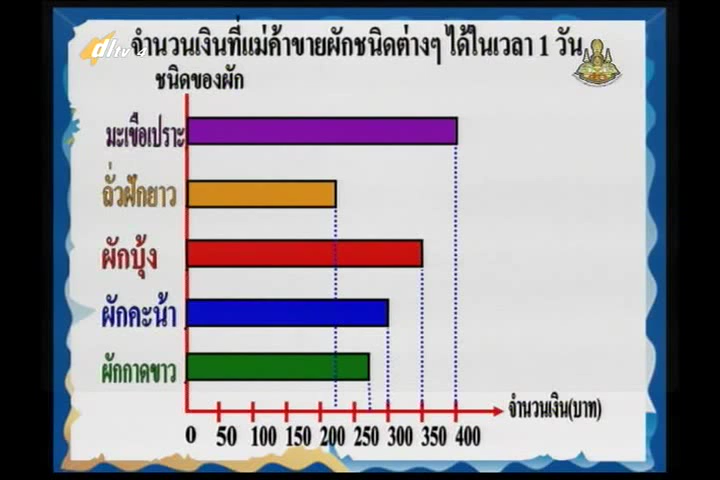 dltv 4
จำนวนเงินที่แม่ค้าขายผักชนิดต่างๆ ได้ในเวลา 1 วัน
ชนิดของผัก
มะเขือเปราะ
ถั่วฝักยาว
ผักบุ้ง
ผักคะน้า
ผักกาดขาว
จำนวนเงิน(บาท)
0 50 100 150 200 250 300 350 400